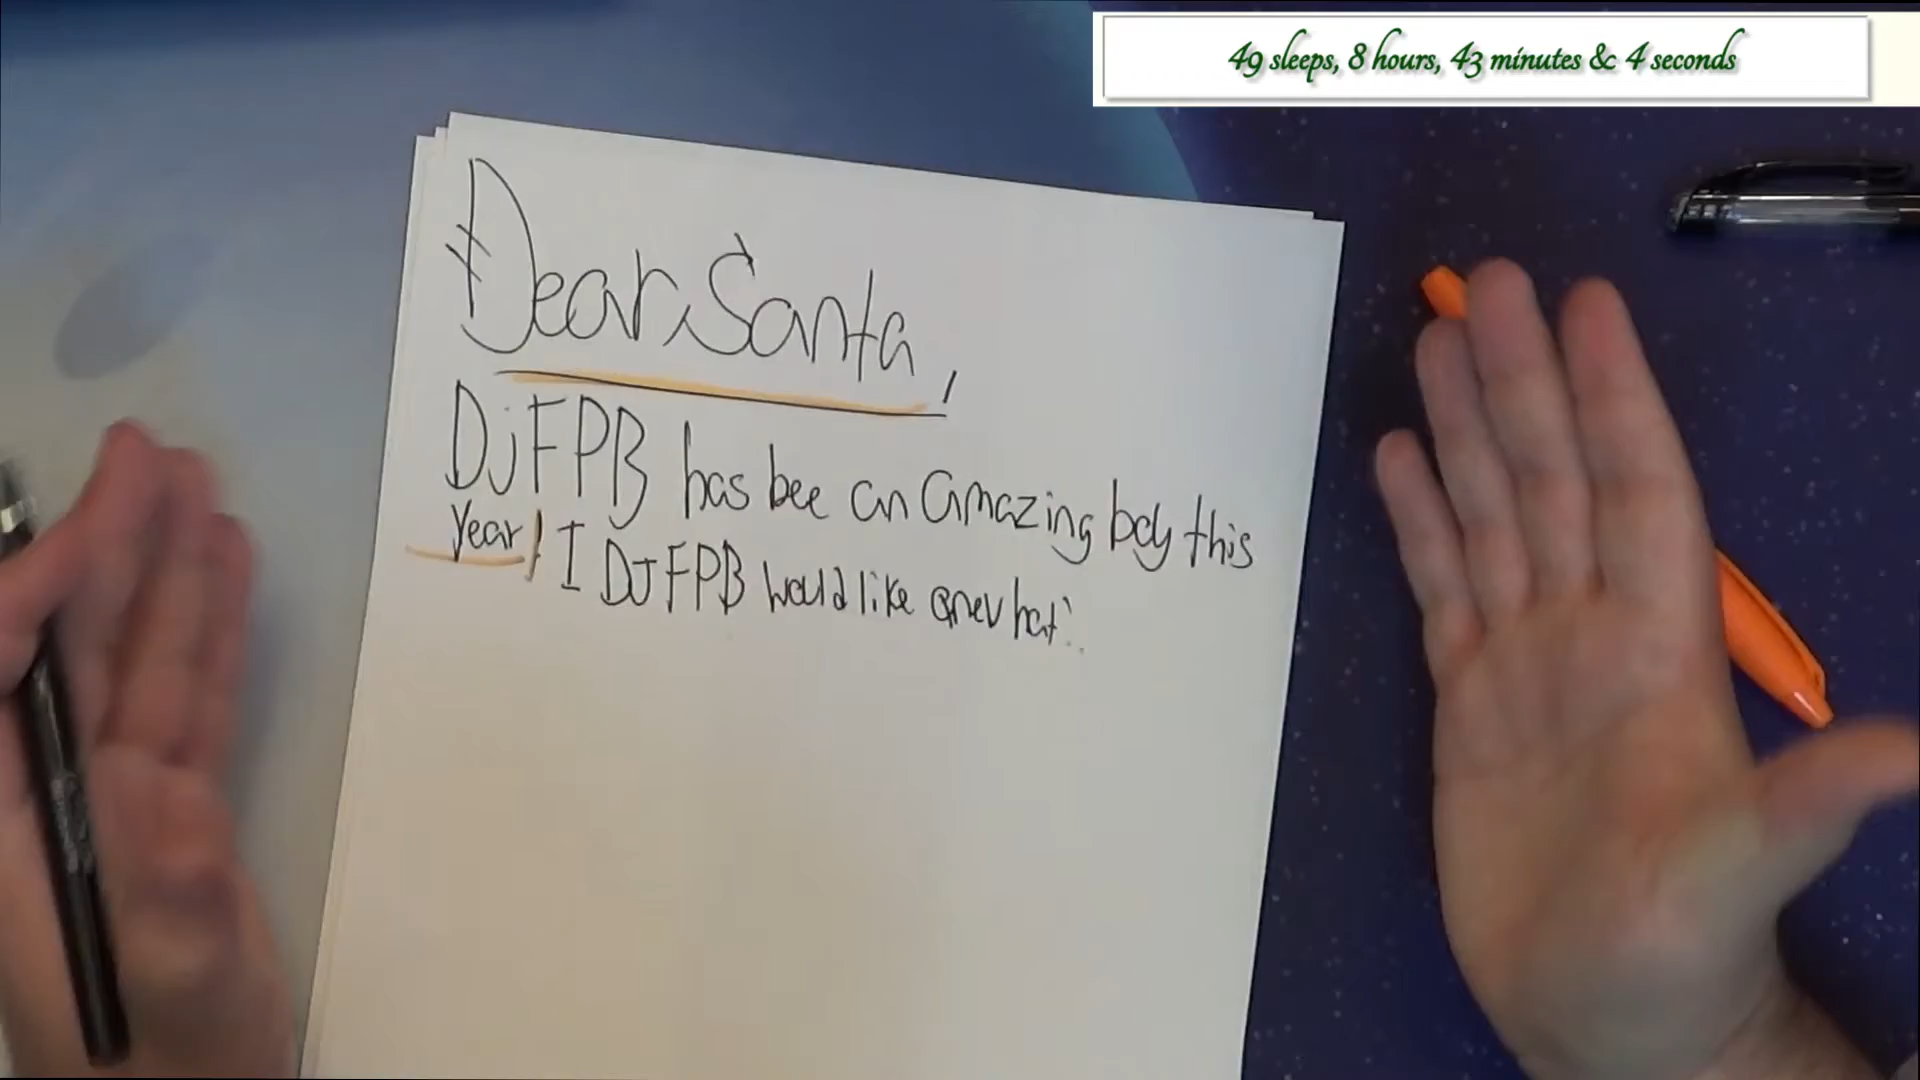 49 sleeps, 8 hours, 43 minutes & 4 seconds
Dear Santa,
DjFPB has bee an amazing boy this
year! I DJFPB would like a new hat